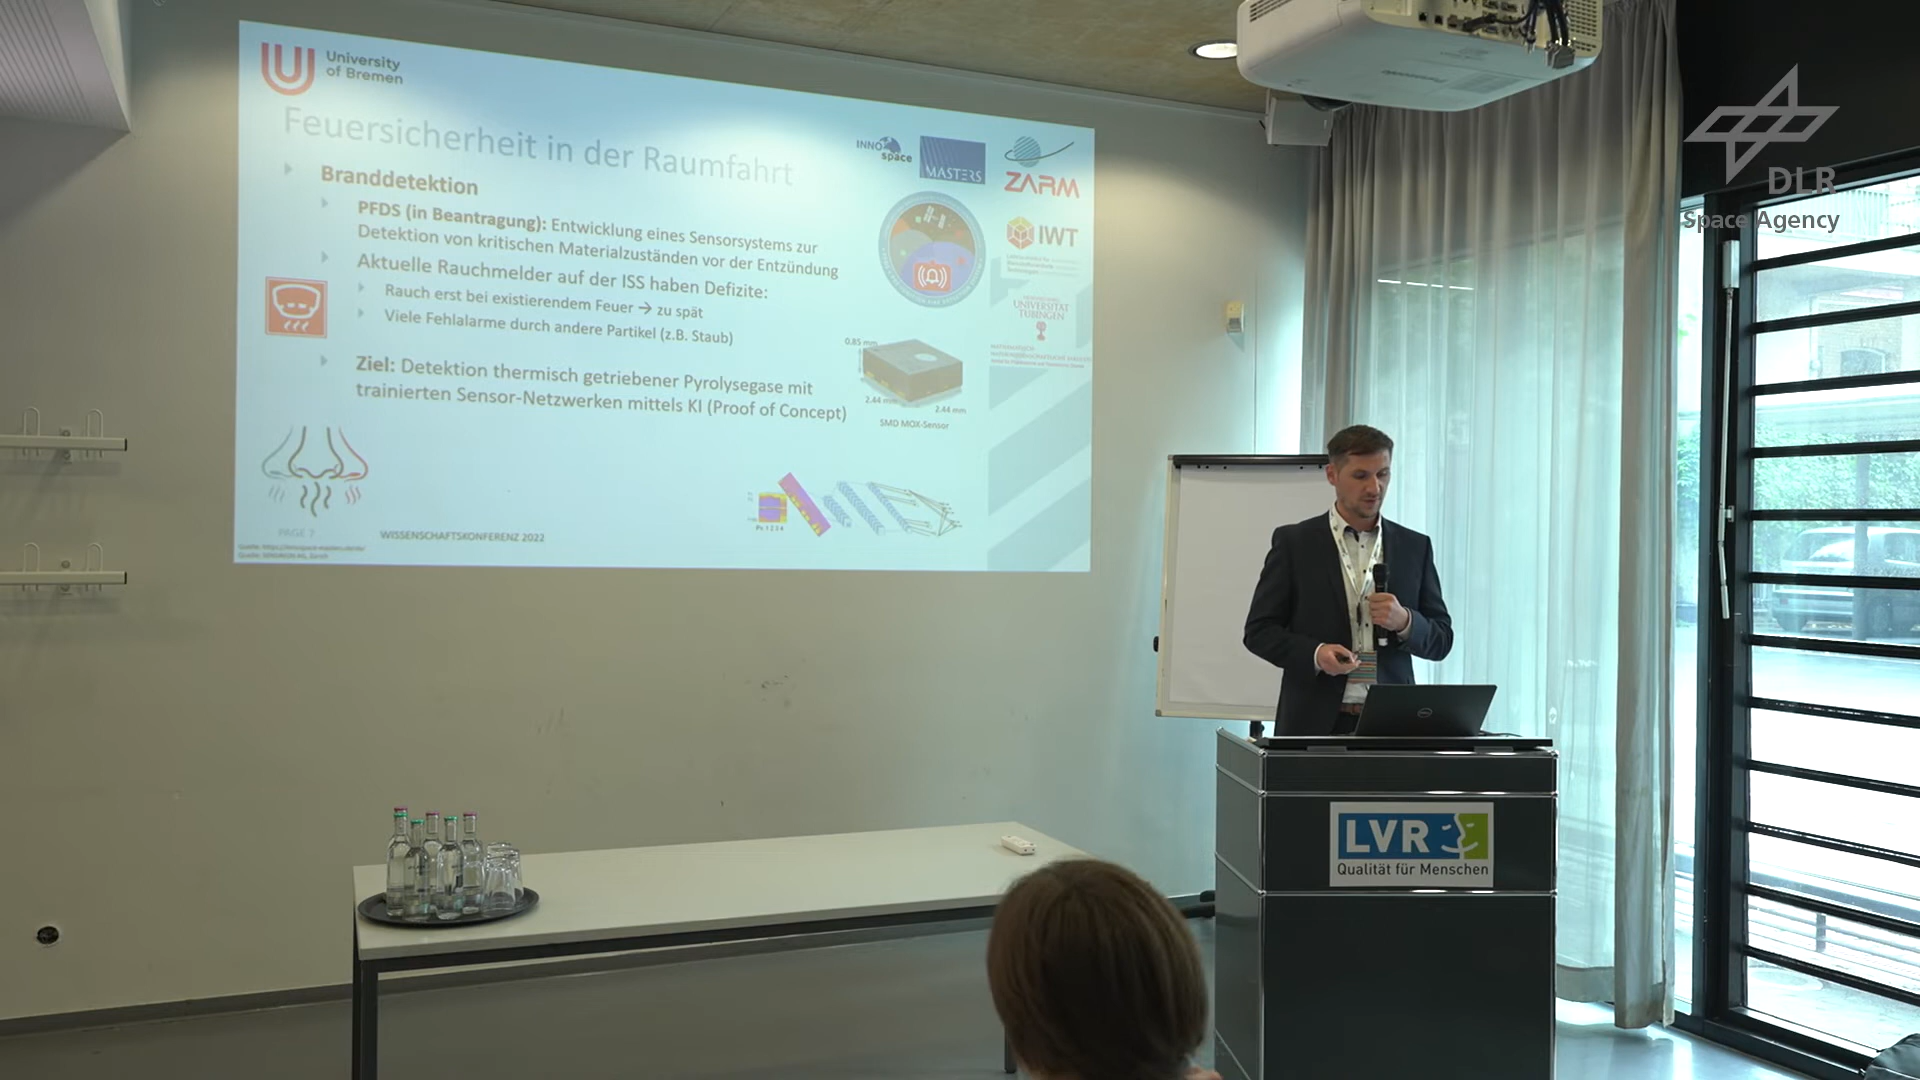 University
of Bremen
Feuersicherheit in der Raumfahrt
INNO
space
MASTERS
ZARM
Branddetektion
PFDS (in Beantragung): Entwicklung eines Sensorsystems zur
Detektion von kritischen Materialzuständen vor der Entzündung
IWT
Aktuelle Rauchmelder auf der ISS haben Defizite:
Rauch erst bei existierendem Feuer → zu spät
Viele Fehlalarme durch andere Partikel (z.B. Staub)
UNIVERSITÄT
TÜBINGEN
Ziel: Detektion thermisch getriebener Pyrolysegase mit
trainierten Sensor-Netzwerken mittels KI (Proof of Concept)
0.85 mm
2.44 mm
2.44 mm
SMD MOX-Sensor
PAGE 7
WISSENSCHAFTSKONFERENZ 2022
DLR
Space Agency
LVR
Qualität für Menschen